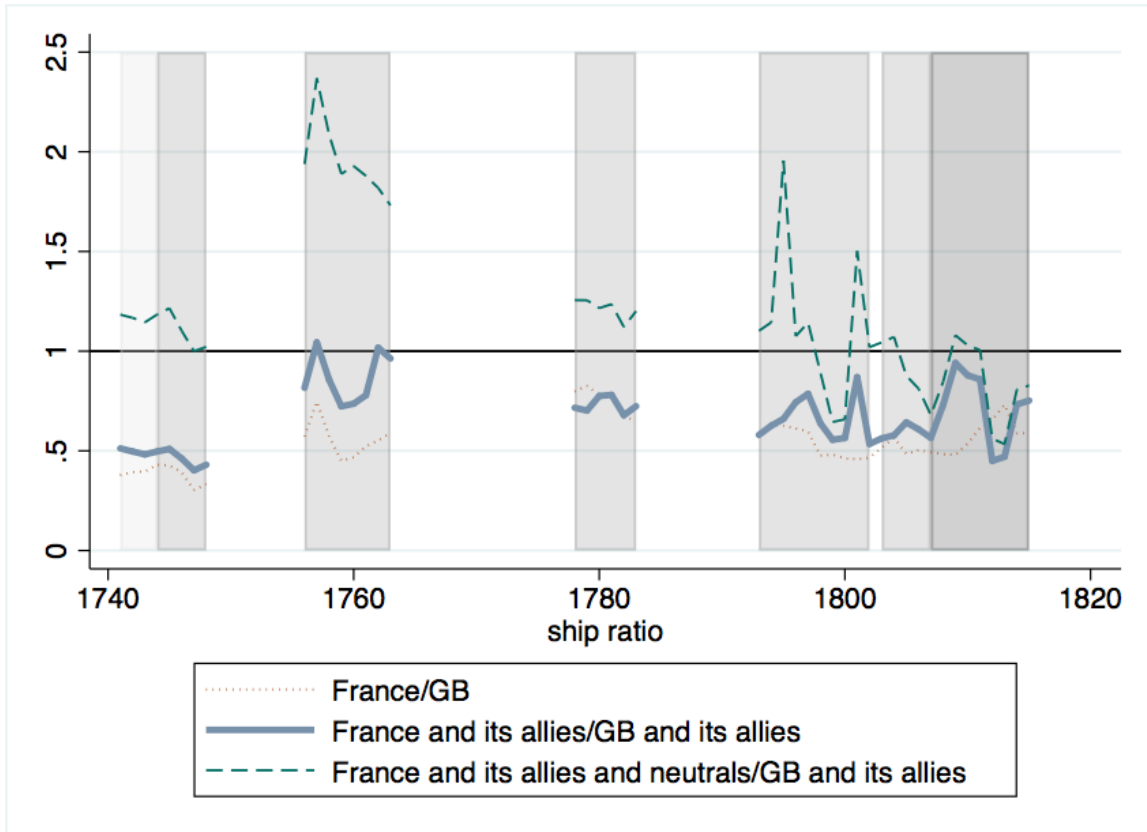 2.5
2
1.5
1
.5
0
1740 1760 1780 1800 1820
ship ratio
France/GB
France and its allies/GB and its allies
France and its allies and neutrals/GB and its allies